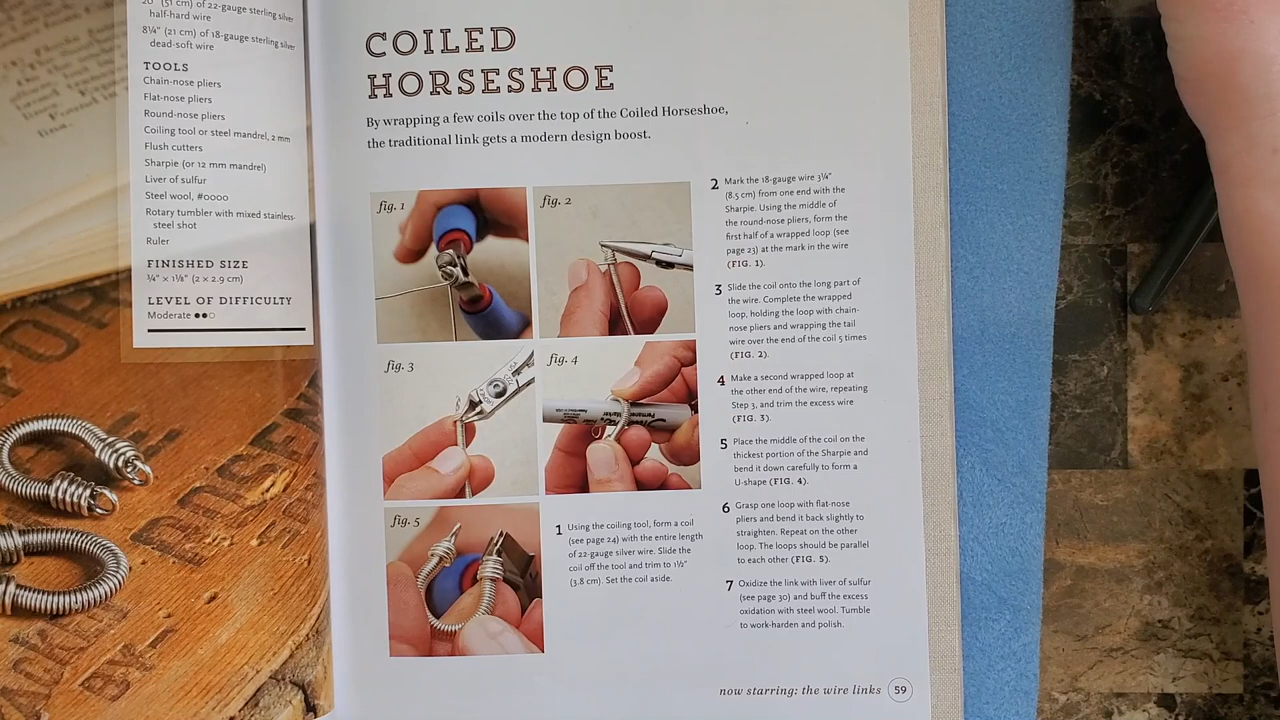 20" (51 cm) of 22-gauge sterling silver
half-hard wire
8¼" (21 cm) of 18-gauge sterling silver
dead-soft wire
TOOLS
Chain-nose pliers
Flat-nose pliers
Round-nose pliers
Coiling tool or steel mandrel, 2 mm
Flush cutters
Sharpie (or 12 mm mandrel)
Liver of sulfur
Steel wool, #0000
Rotary tumbler with mixed stainless-
steel shot
Ruler
FINISHED SIZE
¾" × 1⅛" (2 × 2.9 cm)
LEVEL OF DIFFICULTY
Moderate ●●○
COILED
HORSESHOE
By wrapping a few coils over the top of the Coiled Horseshoe,
the traditional link gets a modern design boost.
fig. 1
fig. 2
fig. 3
fig. 4
fig. 5
1 Using the coiling tool, form a coil
(see page 24) with the entire length
of 22-gauge silver wire. Slide the
coil off the tool and trim to 1½"
(3.8 cm). Set the coil aside.
2 Mark the 18-gauge wire 3¼"
(8.5 cm) from one end with the
Sharpie. Using the middle of
the round-nose pliers, form the
first half of a wrapped loop (see
page 23) at the mark in the wire
(FIG. 1).
3 Slide the coil onto the long part of
the wire. Complete the wrapped
loop, holding the loop with chain-
nose pliers and wrapping the tail
wire over the end of the coil 5 times
(FIG. 2).
4 Make a second wrapped loop at
the other end of the wire, repeating
Step 3, and trim the excess wire
(FIG. 3).
5 Place the middle of the coil on the
thickest portion of the Sharpie and
bend it down carefully to form a
U-shape (FIG. 4).
6 Grasp one loop with flat-nose
pliers and bend it back slightly to
straighten. Repeat on the other
loop. The loops should be parallel
to each other (FIG. 5).
7 Oxidize the link with liver of sulfur
(see page 30) and buff the excess
oxidation with steel wool. Tumble
to work-harden and polish.
now starring: the wire links 59